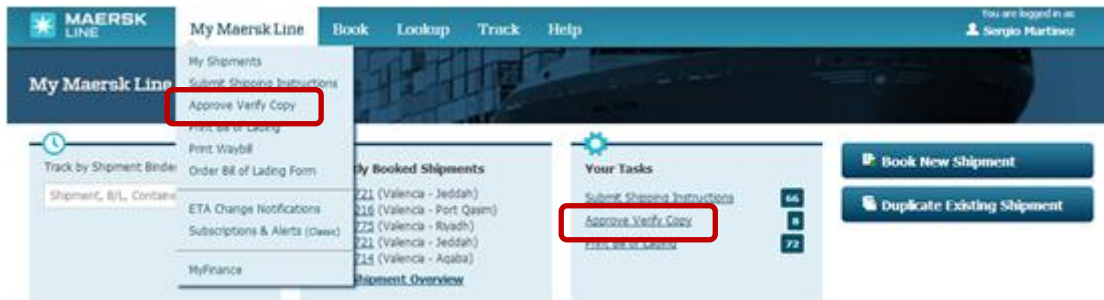 MAERSK
LINE
My Maersk Line
Book
Lookup
Track
Help
You are logged in as:
Sergio Martinez
My Maersk Line
My Shipments
Submit Shipping Instructions
Approve Verify Copy
Print Bill of Lading
Print Waybill
Order Bill of Lading Form
ETA Change Notifications
Subscriptions & Alerts (Classic)
MyFinance
Track by Shipment Binder
Shipment, B/L, Containe
ly Booked Shipments
721 (Valencia - Jeddah)
216 (Valencia - Port Qasim)
775 (Valencia - Riyadh)
721 (Valencia - Jeddah)
714 (Valencia - Aqaba)
Shipment Overview
Your Tasks
Submit Shipping Instructions 66
Approve Verify Copy 8
Print Bill of Lading 72
Book New Shipment
Duplicate Existing Shipment